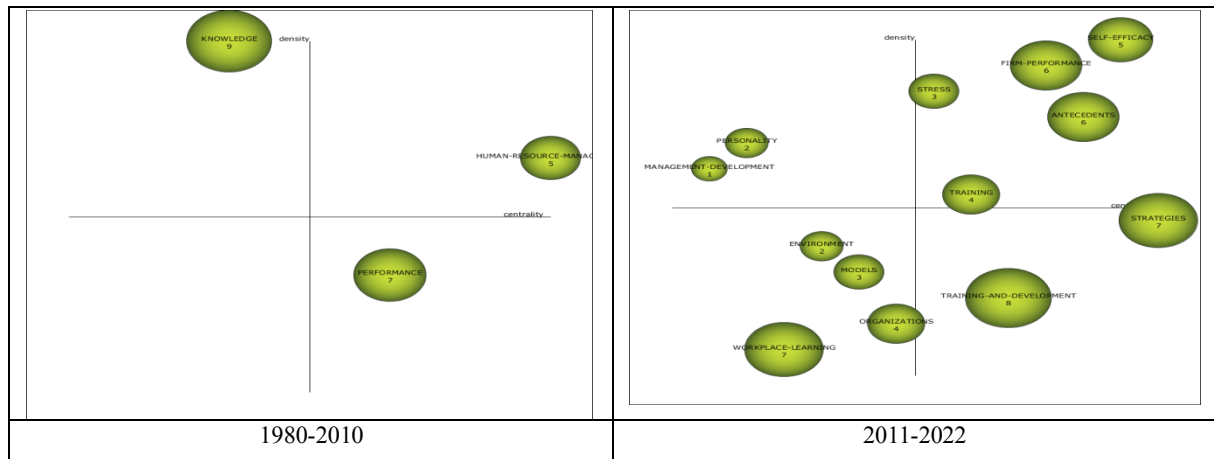 KNOWLEDGE
9
density
HUMAN-RESOURCE-MANAG
5
centrality
PERFORMANCE
7
1980-2010
density
SELF-EFFICACY
5
FIRM-PERFORMANCE
6
STRESS
3
ANTECEDENTS
6
PERSONALITY
2
MANAGEMENT-DEVELOPMENT
1
TRAINING
4
STRATEGIES
7
ENVIRONMENT
2
MODELS
3
TRAINING-AND-DEVELOPMENT
8
ORGANIZATIONS
4
WORKPLACE-LEARNING
7
2011-2022